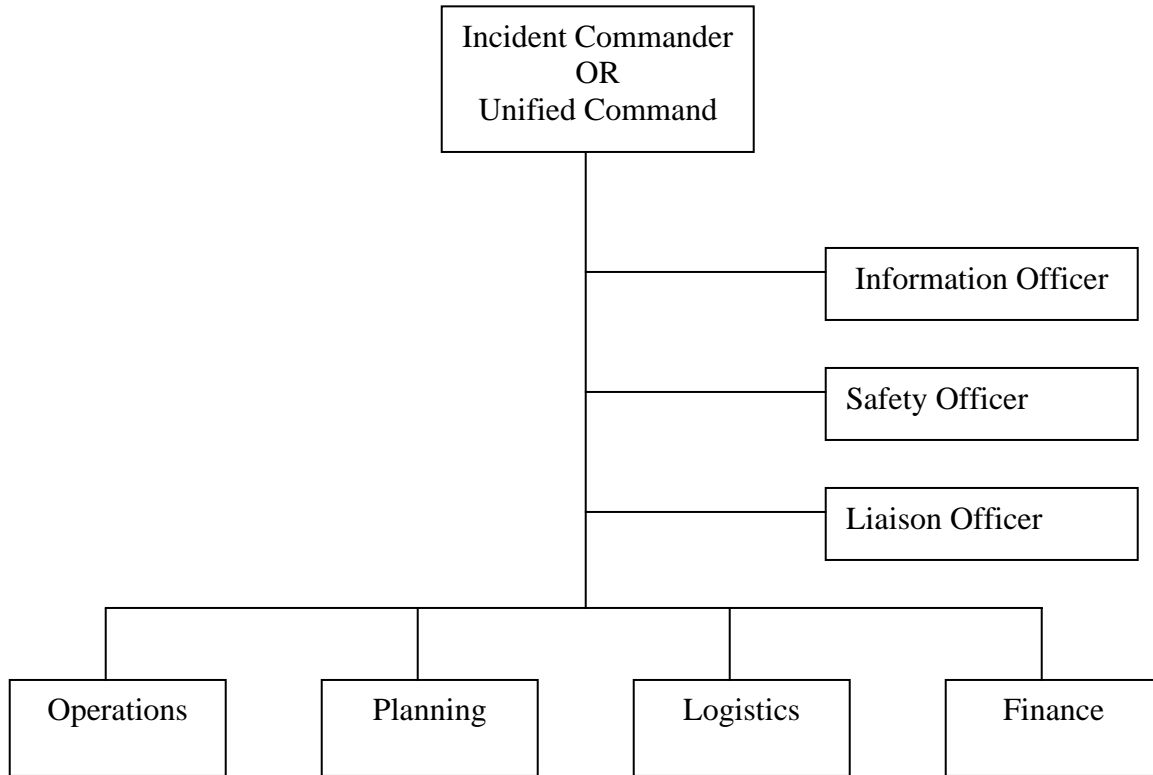 Incident Commander
OR
Unified Command
Information Officer
Safety Officer
Liaison Officer
Operations
Planning
Logistics
Finance